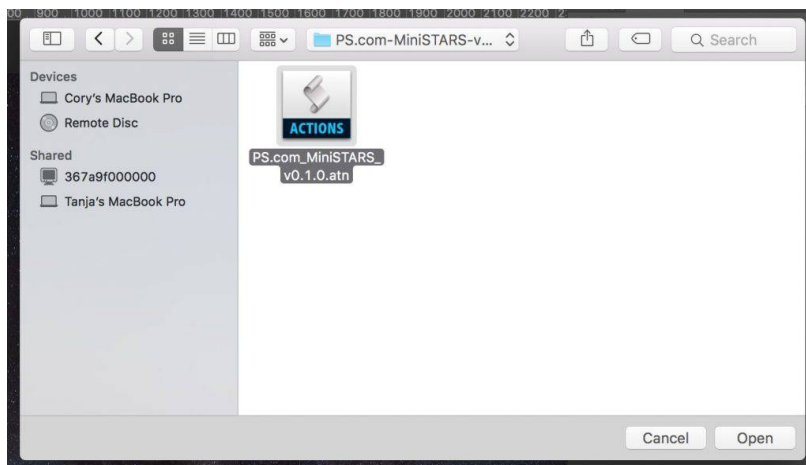 900 1000 1100 1200 1300 1400 1500 1600 1700 1800 1900 2000 2100 2200
PS.com-MiniSTARS-v...
Search
Devices
Cory's MacBook Pro
Remote Disc
Shared
367a9f000000
Tanja's MacBook Pro
ACTIONS
PS.com_MiniSTARS_
v0.1.0.atn
Cancel
Open